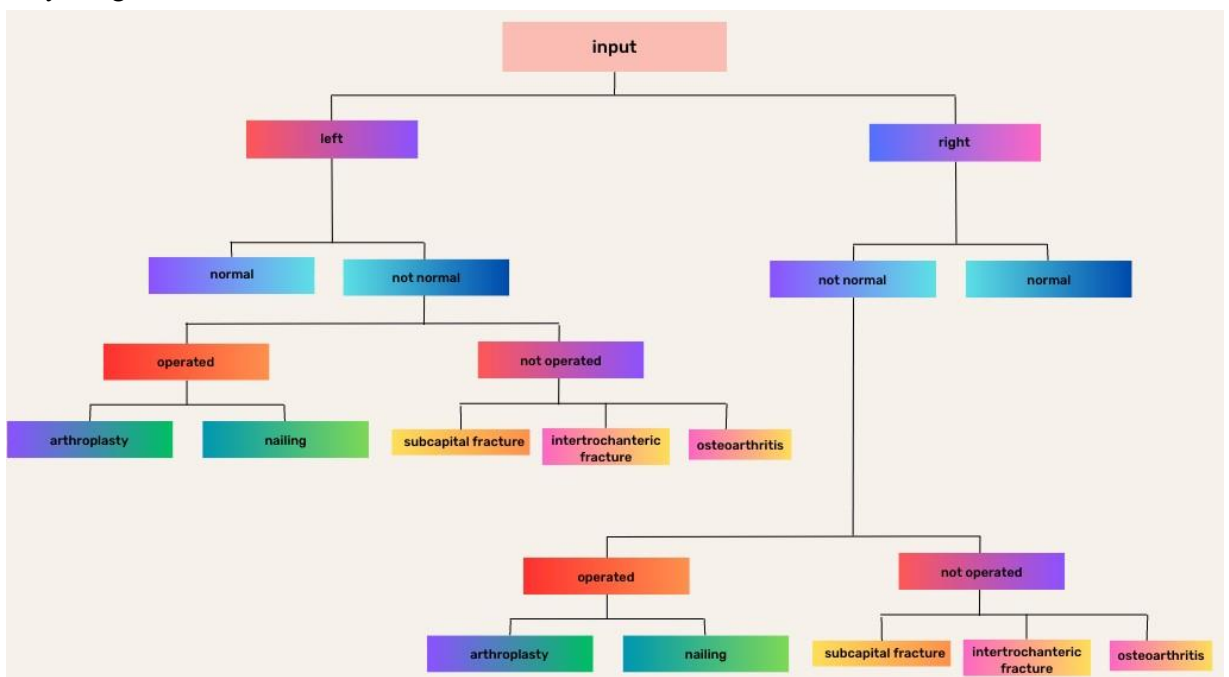 input
left
right
normal
not normal
not normal
normal
operated
not operated
arthroplasty
nailing
subcapital fracture
intertrochanteric
fracture
osteoarthritis
operated
not operated
arthroplasty
nailing
subcapital fracture
intertrochanteric
fracture
osteoarthritis